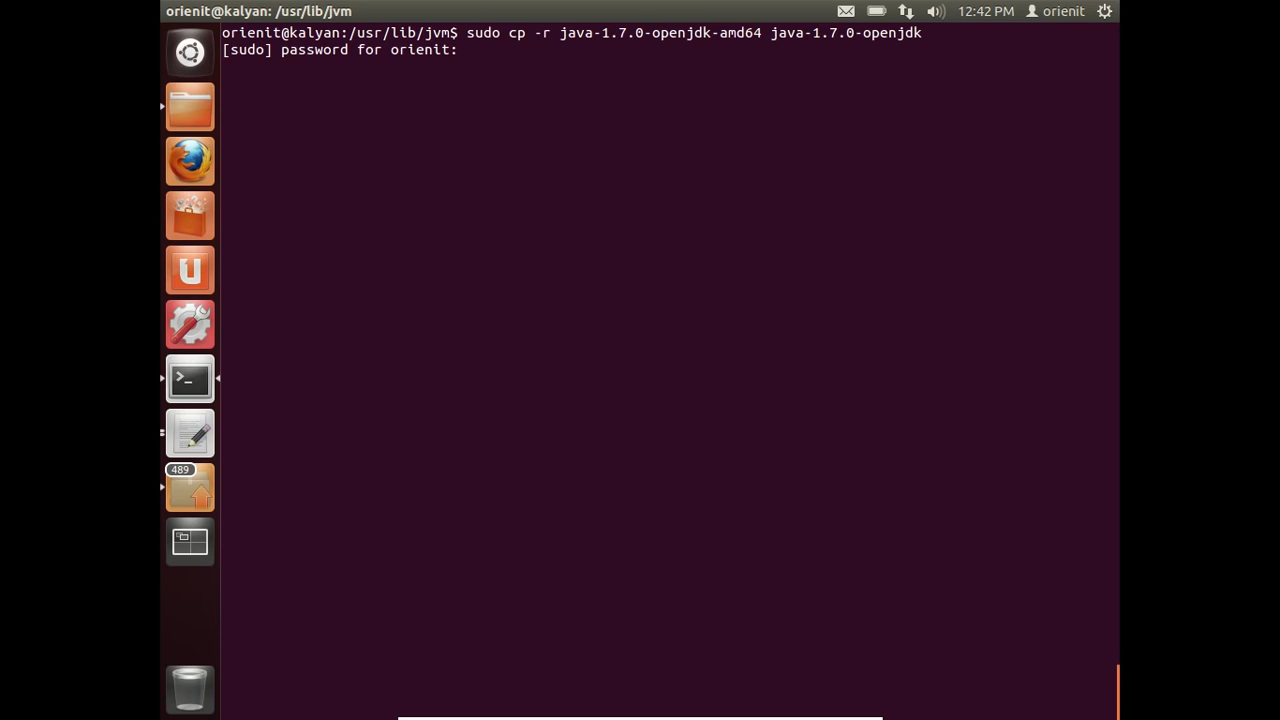 orienit@kalyan: /usr/lib/jvm
12:42 PM
orienit
orienit@kalyan:/usr/lib/jvm$ sudo cp -r java-1.7.0-openjdk-amd64 java-1.7.0-openjdk
[sudo] password for orienit:
U
>_
489